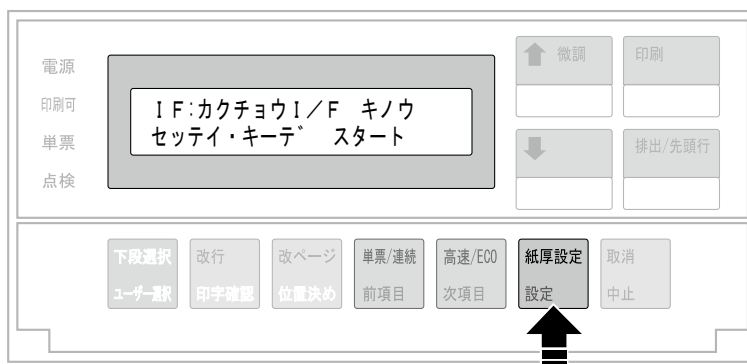 電源
印刷可
単票
点検
IF:カクチョウI/F キノウ
セッテイ・キーデ゛ スタート
微調
印刷
排出/先頭行
下段選択 改行 改ページ 単票/連続 高速/ECO 紙厚設定 取消
ユーザー選択 印字確認 位置決め 前項目 次項目 設定 中止